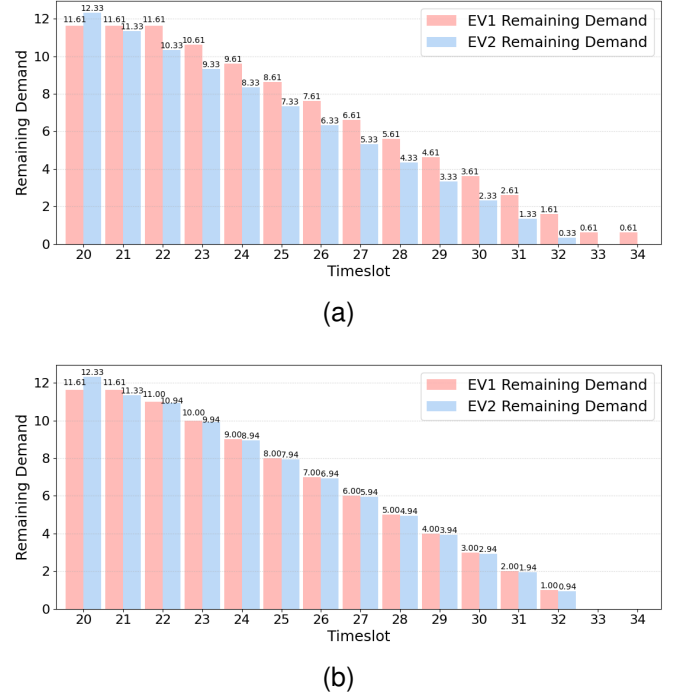 12.33
11.61 11.61 11.33 11.61
10.33 10.61
9.33 9.61
8.33 8.61
7.33 7.61
6.33 6.61
5.33 5.61
4.33 4.61
3.33 3.61
2.33 2.61
1.33 1.61
0.33 0.61 0.61
EV1 Remaining Demand
EV2 Remaining Demand
Remaining Demand
12
10
8
6
4
2
0
20 21 22 23 24 25 26 27 28 29 30 31 32 33 34
Timeslot
(a)
12.33
11.61 11.61 11.33 11.00 10.94
10.00 9.94
9.00 8.94
8.00 7.94
7.00 6.94
6.00 5.94
5.00 4.94
4.00 3.94
3.00 2.94
2.00 1.94
1.00 0.94
EV1 Remaining Demand
EV2 Remaining Demand
Remaining Demand
12
10
8
6
4
2
0
20 21 22 23 24 25 26 27 28 29 30 31 32 33 34
Timeslot
(b)